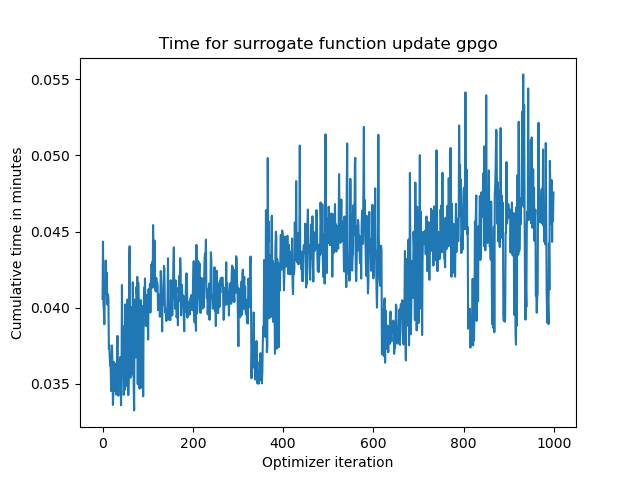 Time for surrogate function update gpgo
Cumulative time in minutes
0.055
0.050
0.045
0.040
0.035
0 200 400 600 800 1000
Optimizer iteration